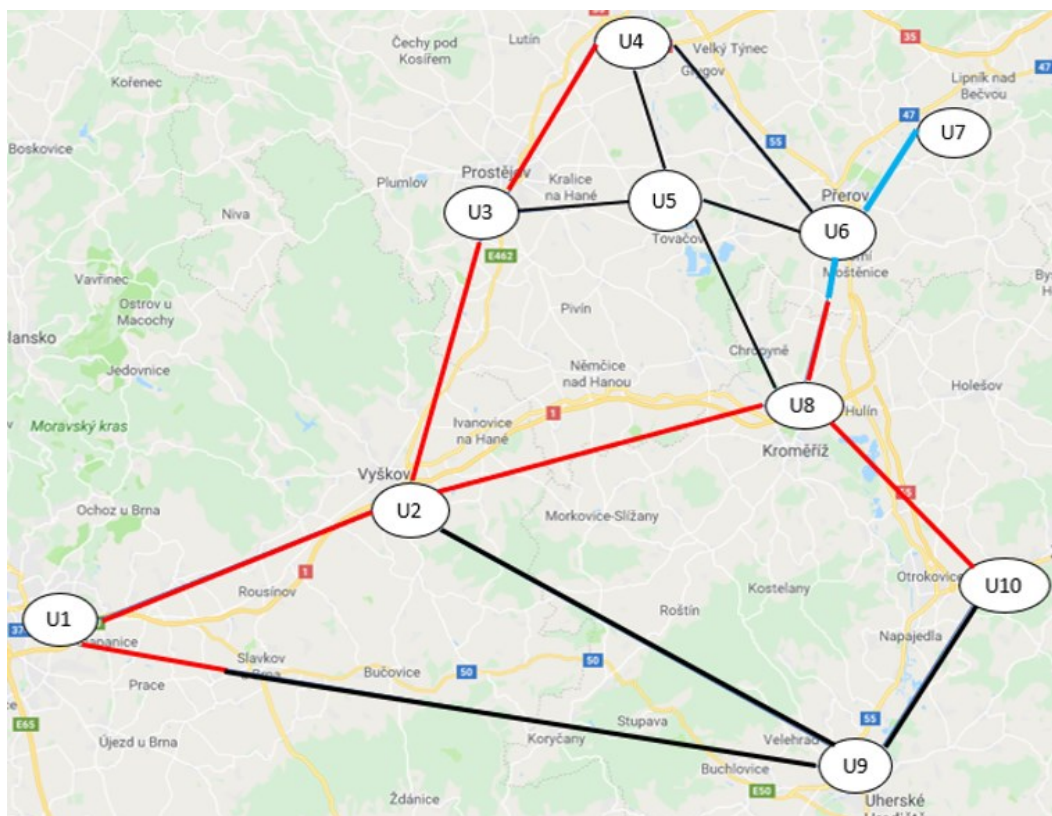 Čechy pod
Kosířem
Lutín
U4
Velký Týnec
Grygov
35
47
Lipník nad
Bečvou
Kořenec
47
U7
Boskovice
55
Prostějov
Plumlov
Kralice
na Hané
U5
Přerov
Niva
U3
Tovačov
U6
E462
Moštěnice
Vavřinec
Ostrov u
Macochy
Pivín
Jedovnice
Chropyně
Němčice
nad Hanou
Holešov
U8
Hulín
Ivanovice
na Hané
1
Moravský kras
Kroměříž
Vyškov
55
Ochoz u Brna
U2
Morkovice-Slížany
1
Rousínov
Kostelany
Otrokovice
U10
U1
Roštín
Napajedla
Slavkov
u Brna
50
Bučovice
50
Prace
55
E65
Stupava
Velehrad
Újezd u Brna
Koryčany
Buchlovice
U9
E50
Ždánice
Uherské